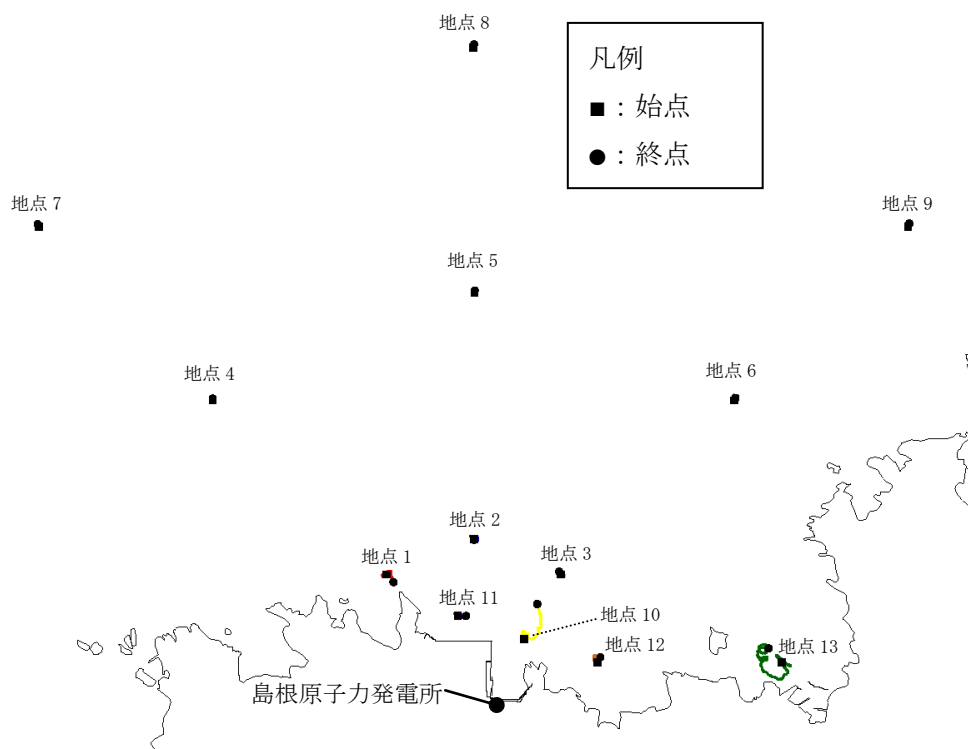 地点 8
凡例
■：始点
●：終点
地点 7
地点 9
地点 5
地点 4
地点 6
地点 2
地点 1
地点 3
地点 11
地点 10
地点 12
地点 13
島根原子力発電所